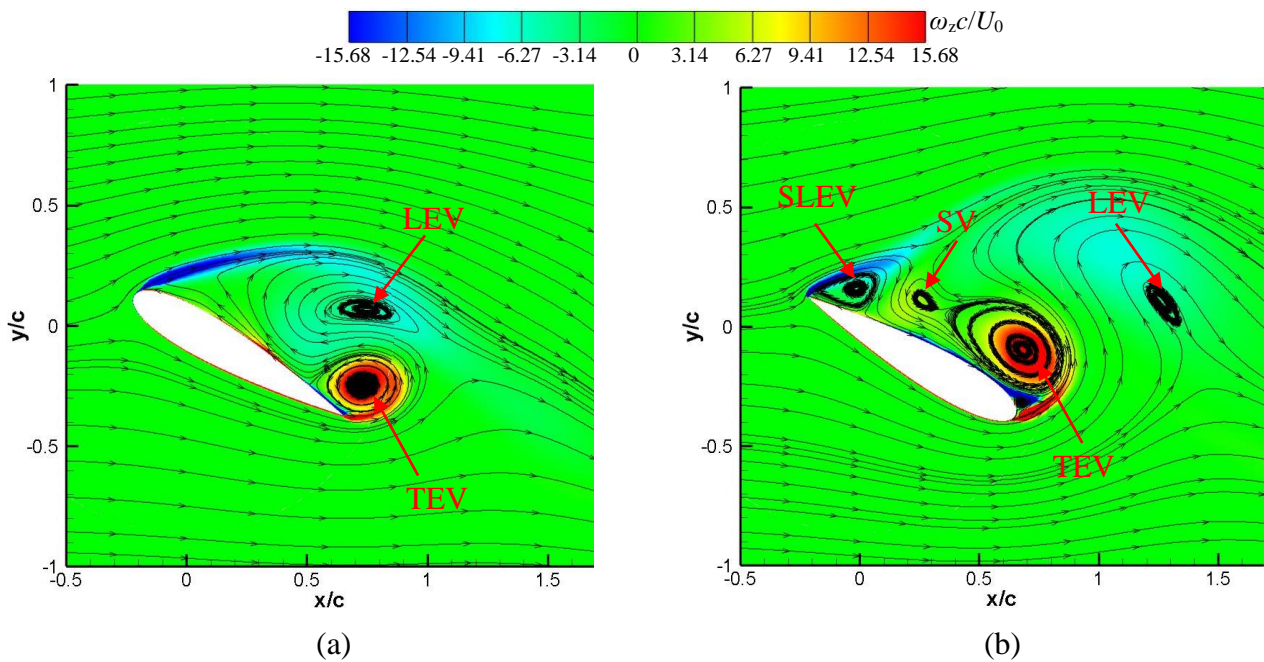 ω_z c/U_0
-15.68 -12.54 -9.41 -6.27 -3.14 0 3.14 6.27 9.41 12.54 15.68
1
0.5
0
-0.5
-1
y/c
-0.5 0 0.5 1 1.5
x/c
LEV
TEV
(a)
1
0.5
0
-0.5
-1
y/c
-0.5 0 0.5 1 1.5
x/c
SLEV
SV
LEV
TEV
(b)